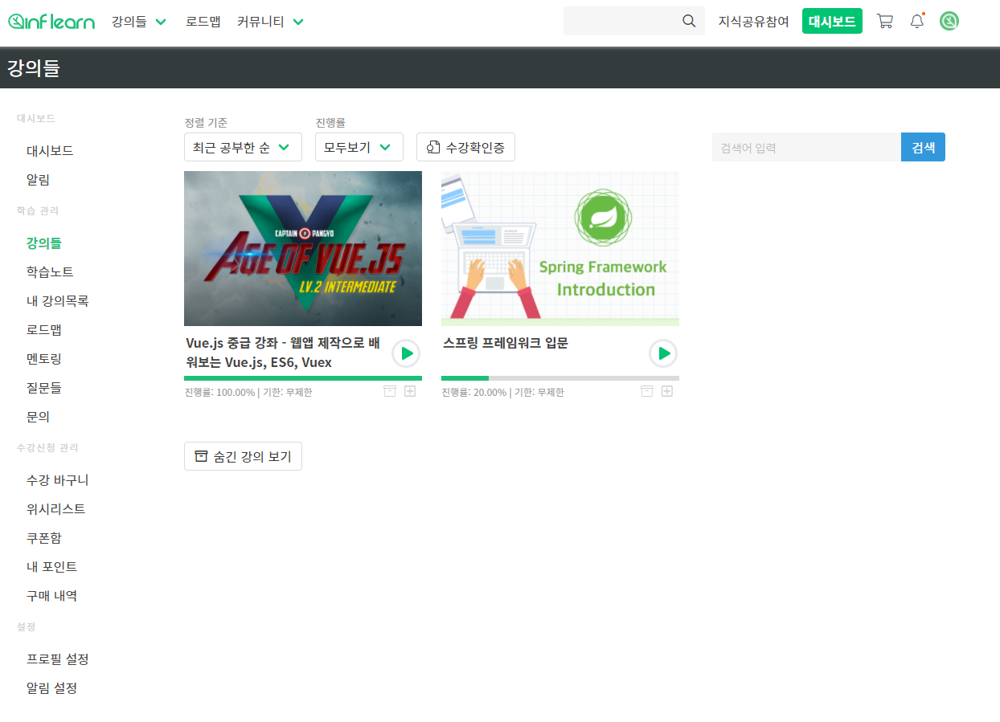 inflearn 강의들 로드맵 커뮤니티 지식공유참여 대시보드
강의들
대시보드
대시보드
알림
학습 관리
강의들
학습노트
내 강의목록
로드맵
멘토링
질문들
문의
수강신청 관리
수강 바구니
위시리스트
쿠폰함
내 포인트
구매 내역
설정
프로필 설정
알림 설정
정렬 기준 진행률
최근 공부한 순 모두보기 수강확인증 검색어 입력 검색
CAPTAIN P PANGYO
AGE OF VUE.JS
LV.2 INTERMEDIATE
Vue.js 중급 강좌 - 웹앱 제작으로 배
워보는 Vue.js, ES6, Vuex
진행률: 100.00% | 기한: 무제한
Spring Framework
Introduction
스프링 프레임워크 입문
진행률: 20.00% | 기한: 무제한
숨긴 강의 보기